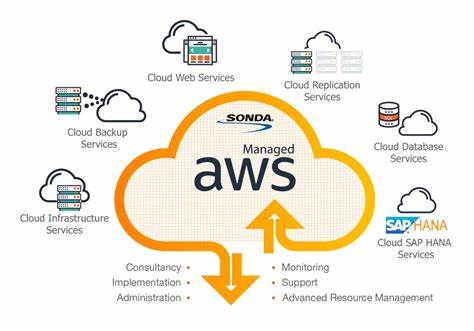 Cloud Web Services
Cloud Replication
Services
Cloud Backup
Services
Cloud Database
Services
SONDA
Managed
aws
Cloud Infrastructure
Services
SAP HANA
Cloud SAP HANA
Services
Consultancy •
Implementation •
Administration •
• Monitoring
• Support
• Advanced Resource Management